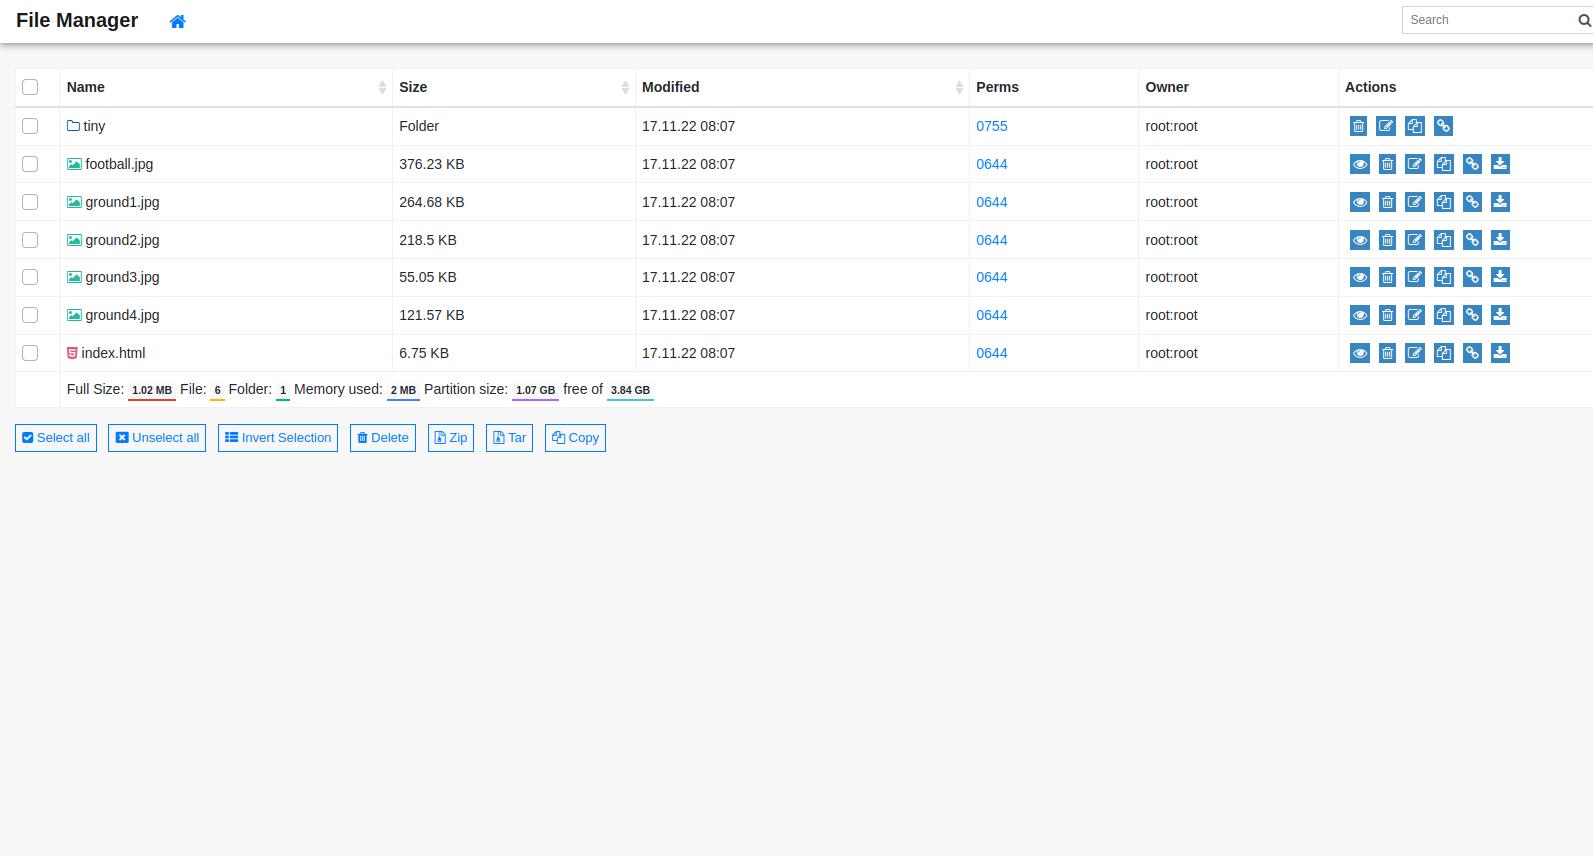 File Manager
Search
Name Size Modified Perms Owner Actions
tiny Folder 17.11.22 08:07 0755 root:root
football.jpg 376.23 KB 17.11.22 08:07 0644 root:root
ground1.jpg 264.68 KB 17.11.22 08:07 0644 root:root
ground2.jpg 218.5 KB 17.11.22 08:07 0644 root:root
ground3.jpg 55.05 KB 17.11.22 08:07 0644 root:root
ground4.jpg 121.57 KB 17.11.22 08:07 0644 root:root
index.html 6.75 KB 17.11.22 08:07 0644 root:root
Full Size: 1.02 MB File: 6 Folder: 1 Memory used: 2 MB Partition size: 1.07 GB free of 3.84 GB
Select all Unselect all Invert Selection Delete Zip Tar Copy